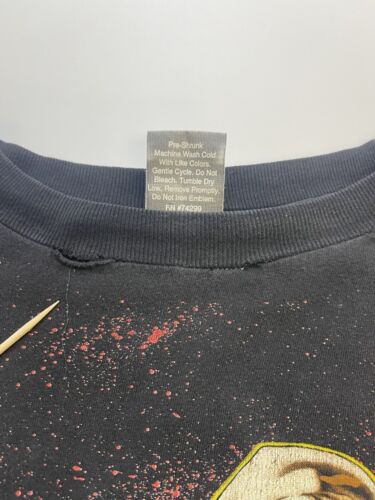 Pre-Shrunk
Machine Wash Cold
With Like Colors.
Gentle Cycle. Do Not
Bleach. Tumble Dry
Low, Remove Promptly.
Do Not Iron Emblem.
RN #74299